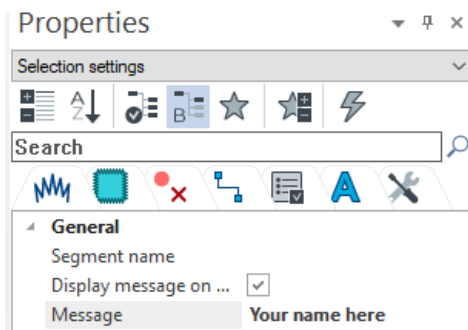 Properties
Selection settings
Search
General
Segment name
Display message on ...
Message Your name here